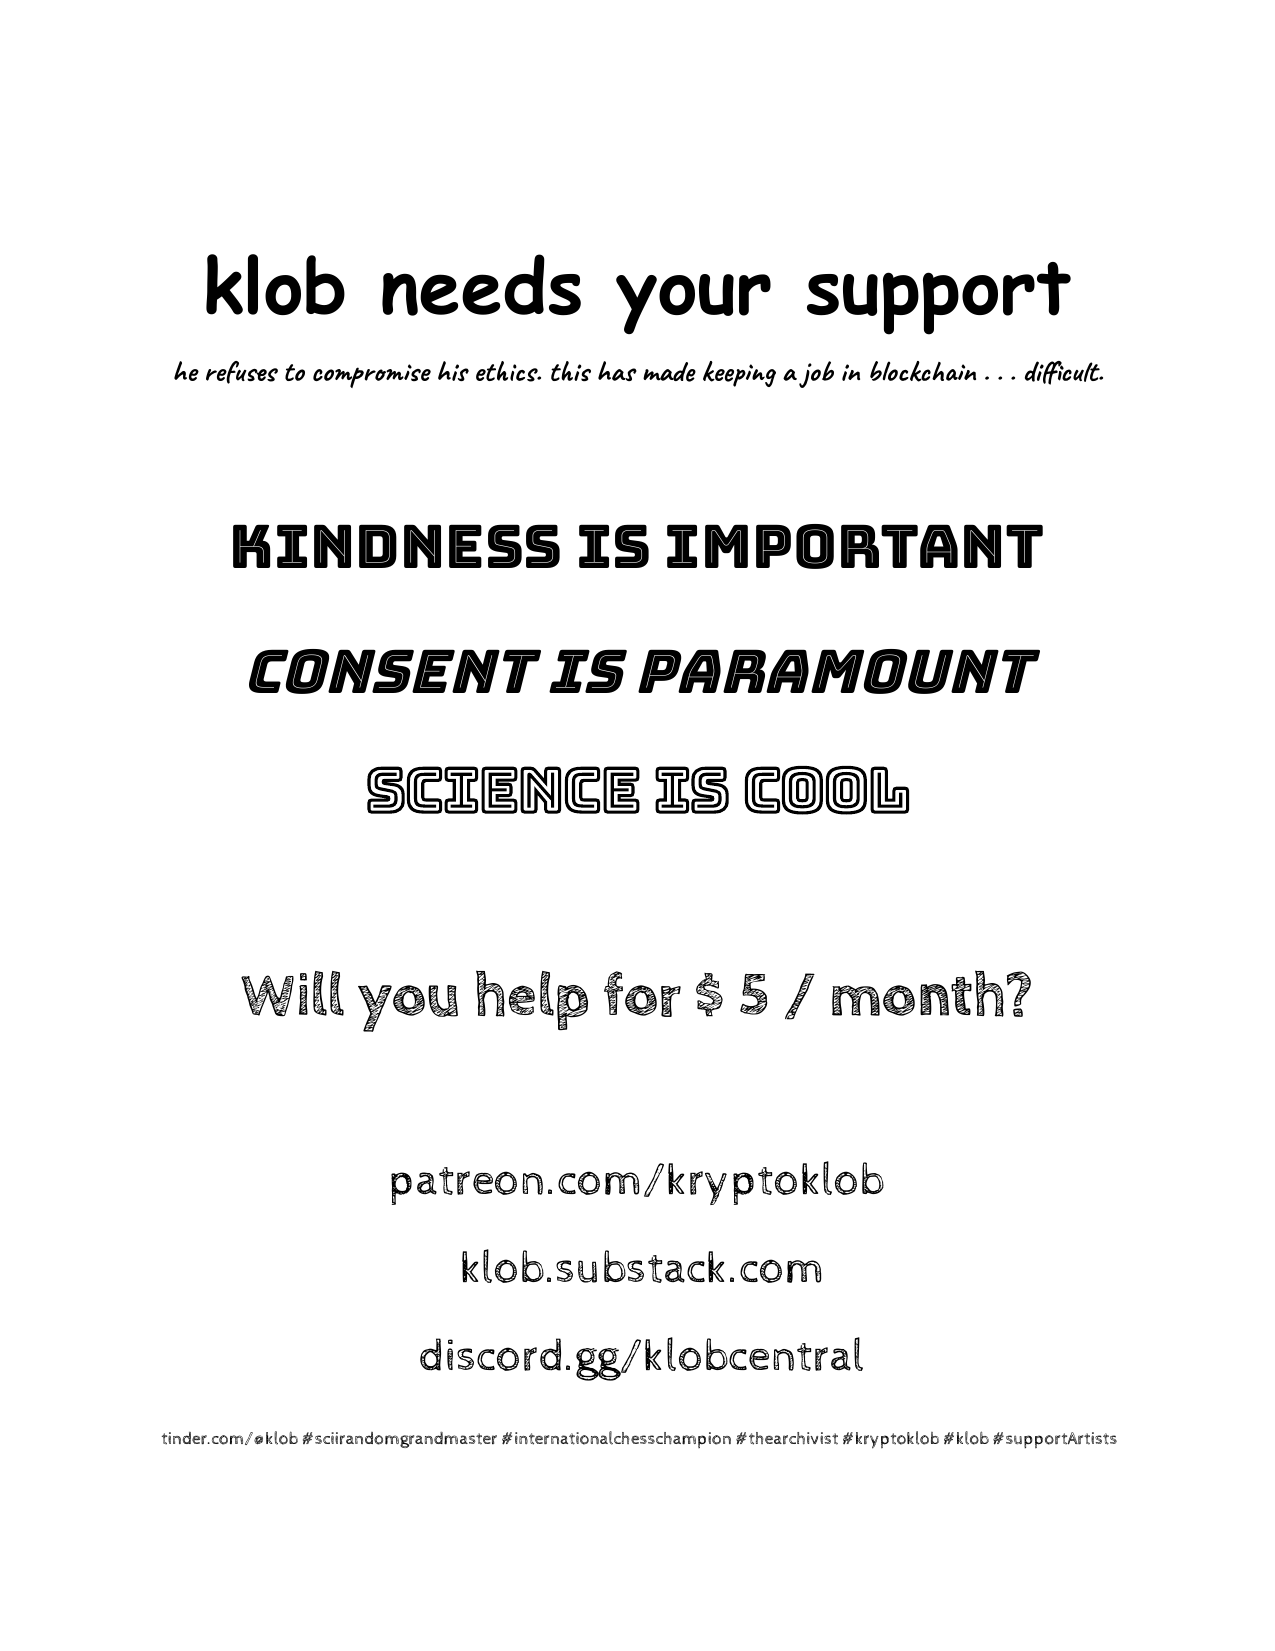 klob needs your support
he refuses to compromise his ethics. this has made keeping a job in blockchain . . . difficult.
KINDNESS IS IMPORTANT
CONSENT IS PARAMOUNT
SCIENCE IS COOL
Will you help for $ 5 / month?
patreon.com/kryptoklob
klob.substack.com
discord.gg/klobcentral
tinder.com/@klob #sciirandomgrandmaster #internationalchesschampion #thearchivist #kryptoklob #klob #supportArtists